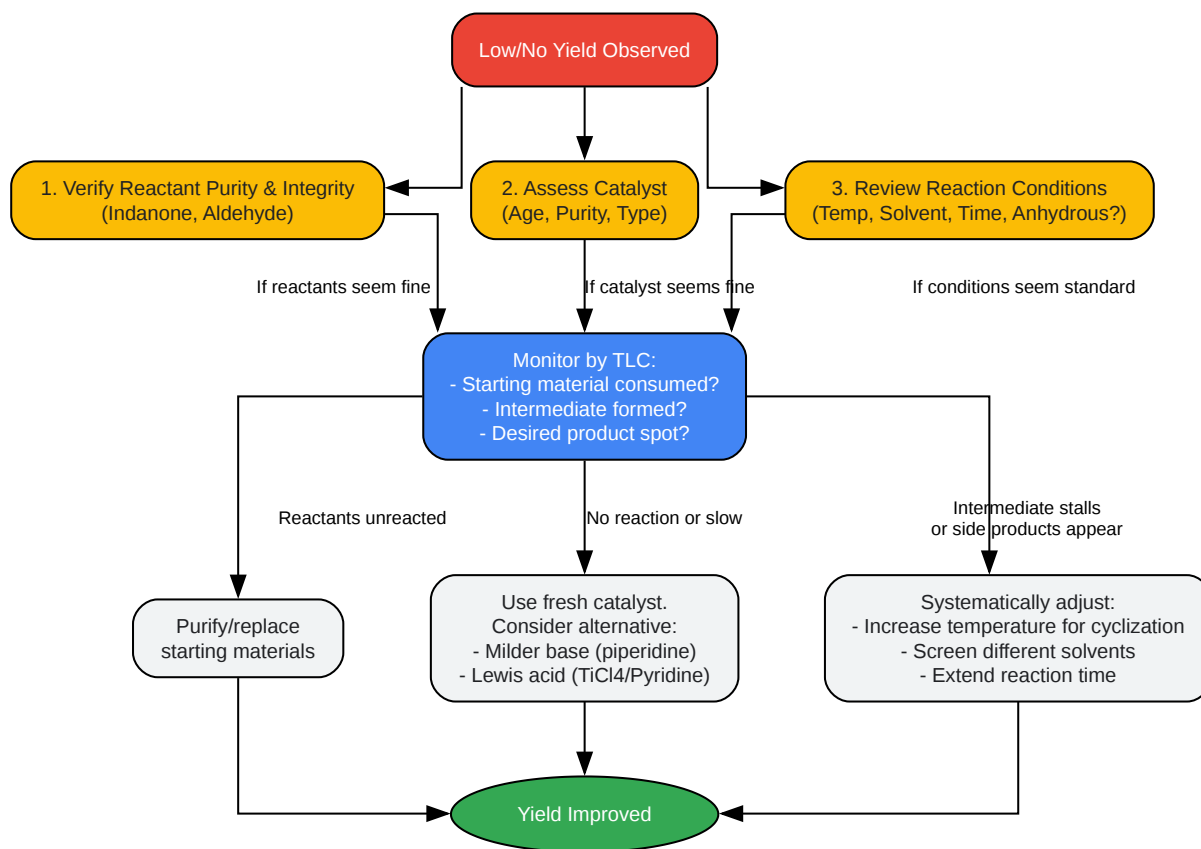 Low/No Yield Observed
1. Verify Reactant Purity & Integrity
(Indanone, Aldehyde)
2. Assess Catalyst
(Age, Purity, Type)
3. Review Reaction Conditions
(Temp, Solvent, Time, Anhydrous?)
If reactants seem fine
If catalyst seems fine
If conditions seem standard
Monitor by TLC:
- Starting material consumed?
- Intermediate formed?
- Desired product spot?
Reactants unreacted
No reaction or slow
Intermediate stalls
or side products appear
Purify/replace
starting materials
Use fresh catalyst.
Consider alternative:
- Milder base (piperidine)
- Lewis acid (TiCl4/Pyridine)
Systematically adjust:
- Increase temperature for cyclization
- Screen different solvents
- Extend reaction time
Yield Improved